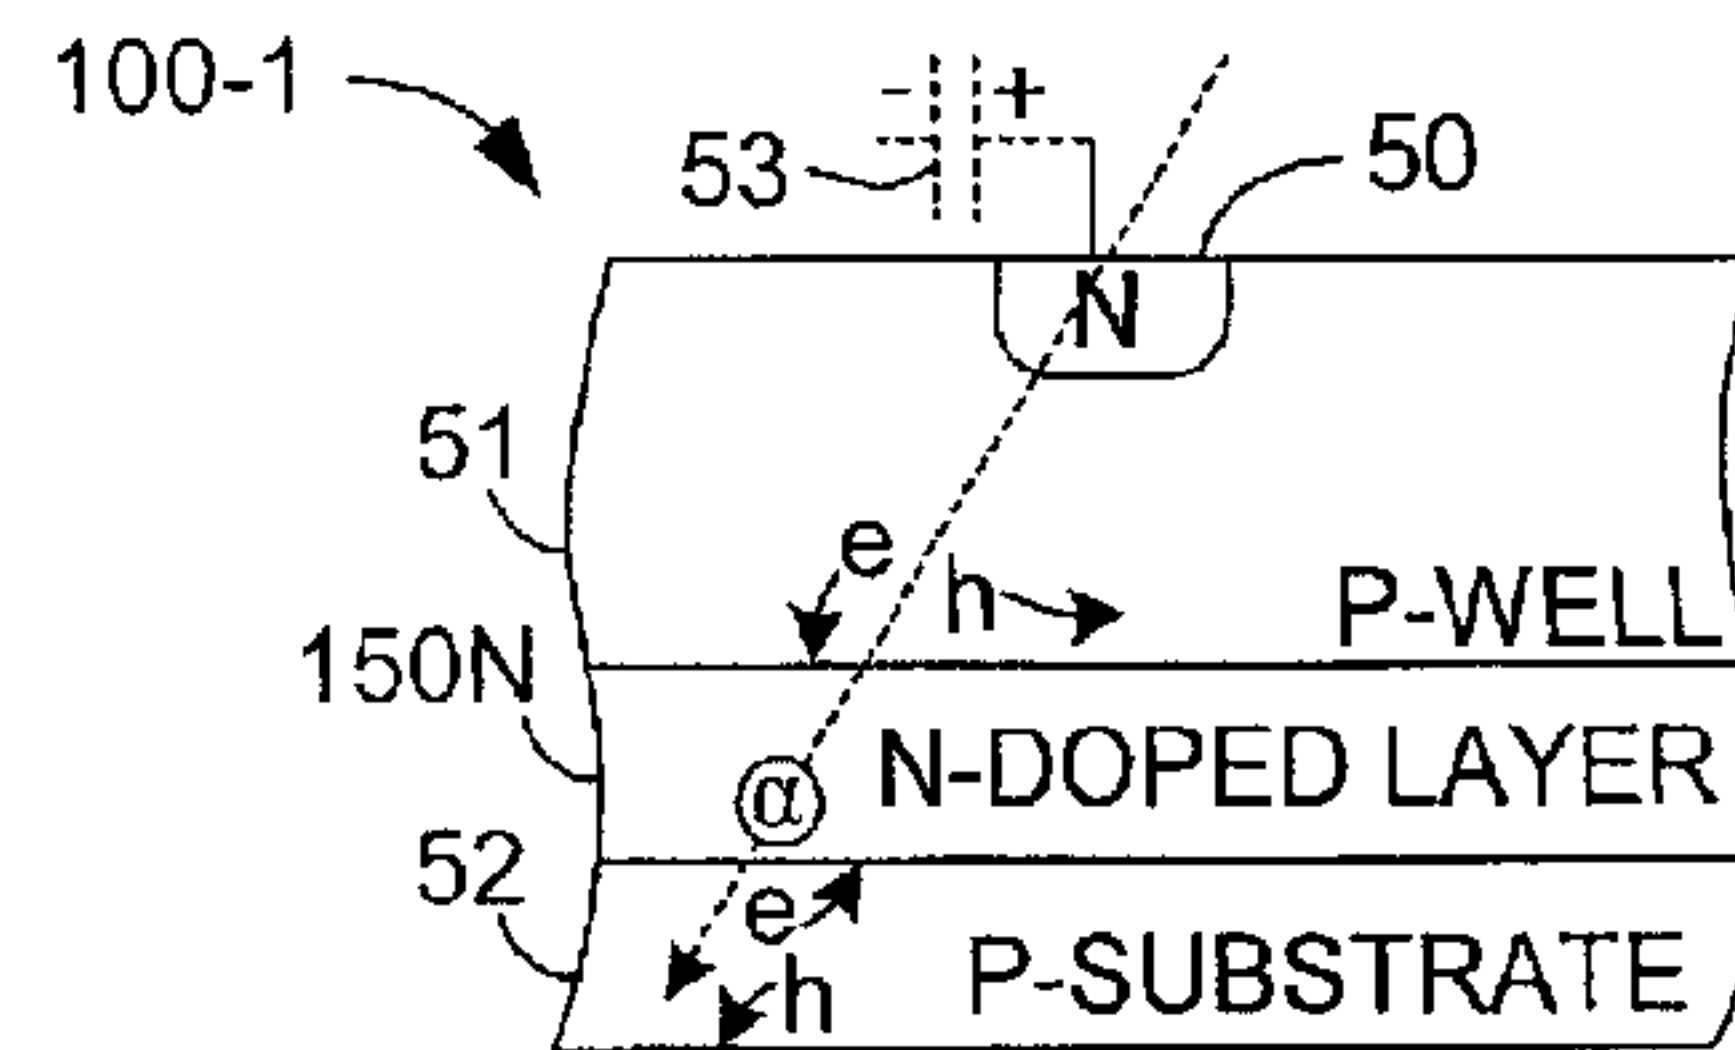 100-1
- +
53
50
N
51
e
h
P-WELL
150N
α
N-DOPED LAYER
52
e
h
P-SUBSTRATE